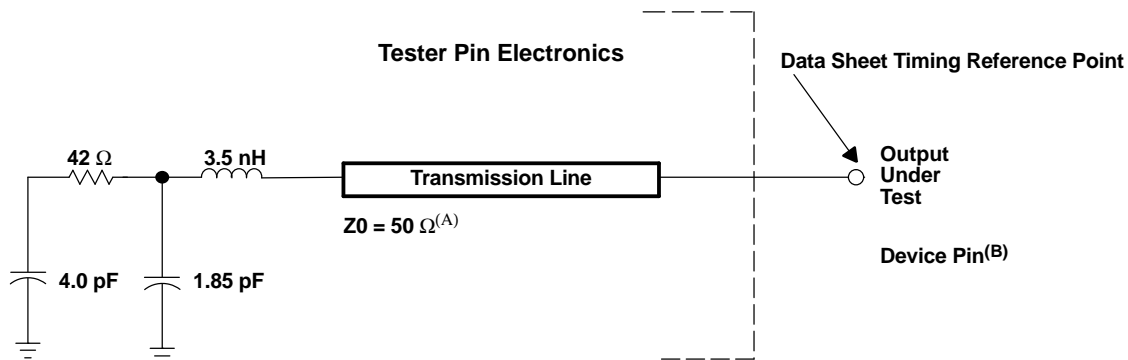 Tester Pin Electronics
Data Sheet Timing Reference Point
42 Ω
3.5 nH
Transmission Line
Output
Under
Test
Z0 = 50 Ω(A)
Device Pin(B)
4.0 pF
1.85 pF